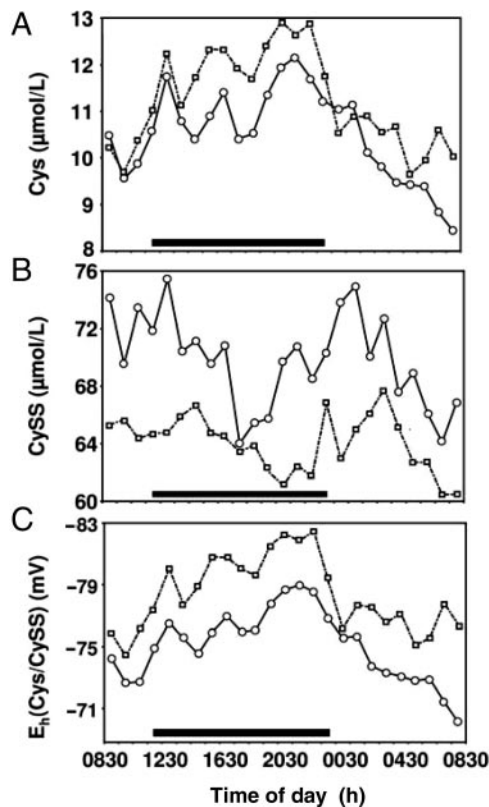 A
13
12
11
10
9
8
Cys (μmol/L)
B
76
72
68
64
60
CySS (μmol/L)
C
−83
−79
−75
−71
Eh(Cys/CySS) (mV)
0830 1230 1630 2030 0030 0430 0830
Time of day (h)